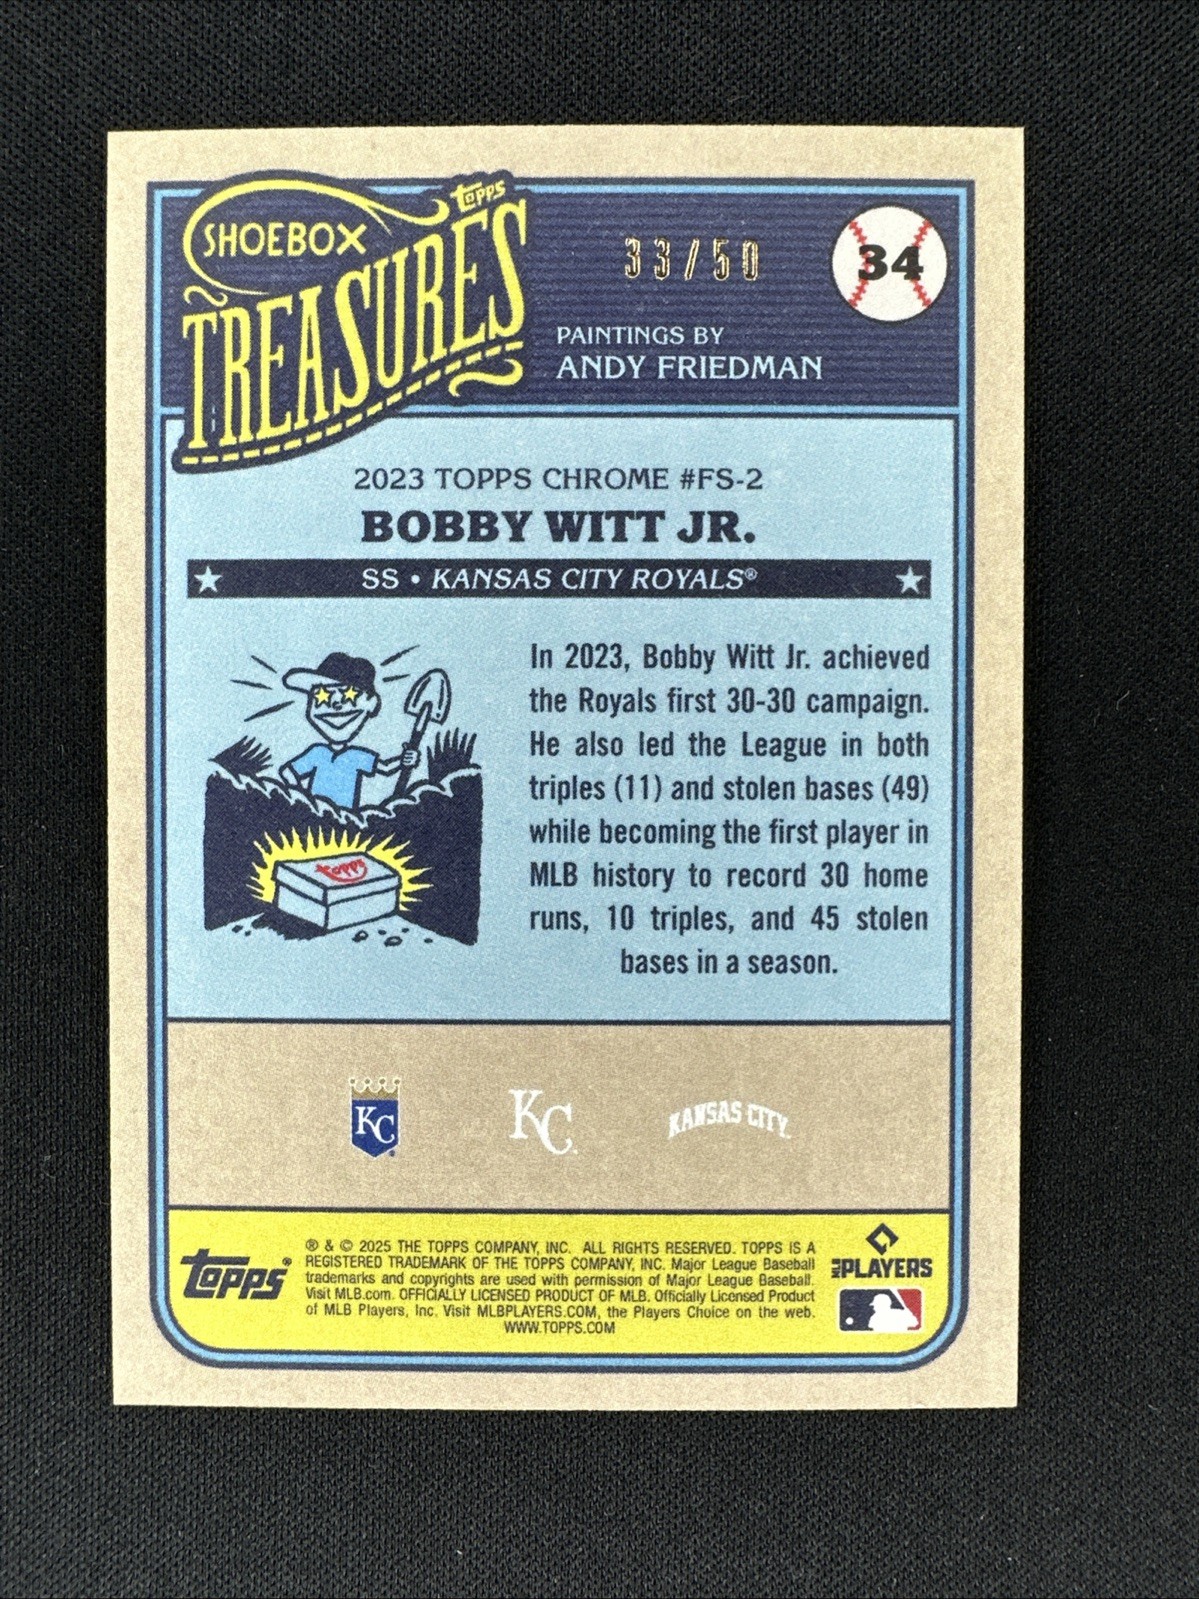 topps
SHOEBOX
TREASURES
33/50
34
PAINTINGS BY
ANDY FRIEDMAN
2023 TOPPS CHROME #FS-2
BOBBY WITT JR.
SS • KANSAS CITY ROYALS®
In 2023, Bobby Witt Jr. achieved
the Royals first 30-30 campaign.
He also led the League in both
triples (11) and stolen bases (49)
while becoming the first player in
MLB history to record 30 home
runs, 10 triples, and 45 stolen
bases in a season.
topps
KC
KC
KANSAS CITY
topps®
® & © 2025 THE TOPPS COMPANY, INC. ALL RIGHTS RESERVED. TOPPS IS A
REGISTERED TRADEMARK OF THE TOPPS COMPANY, INC. Major League Baseball
trademarks and copyrights are used with permission of Major League Baseball.
Visit MLB.com. OFFICIALLY LICENSED PRODUCT OF MLB. Officially Licensed Product
of MLB Players, Inc. Visit MLBPLAYERS.COM, the Players Choice on the web.
WWW.TOPPS.COM
MLB PLAYERS